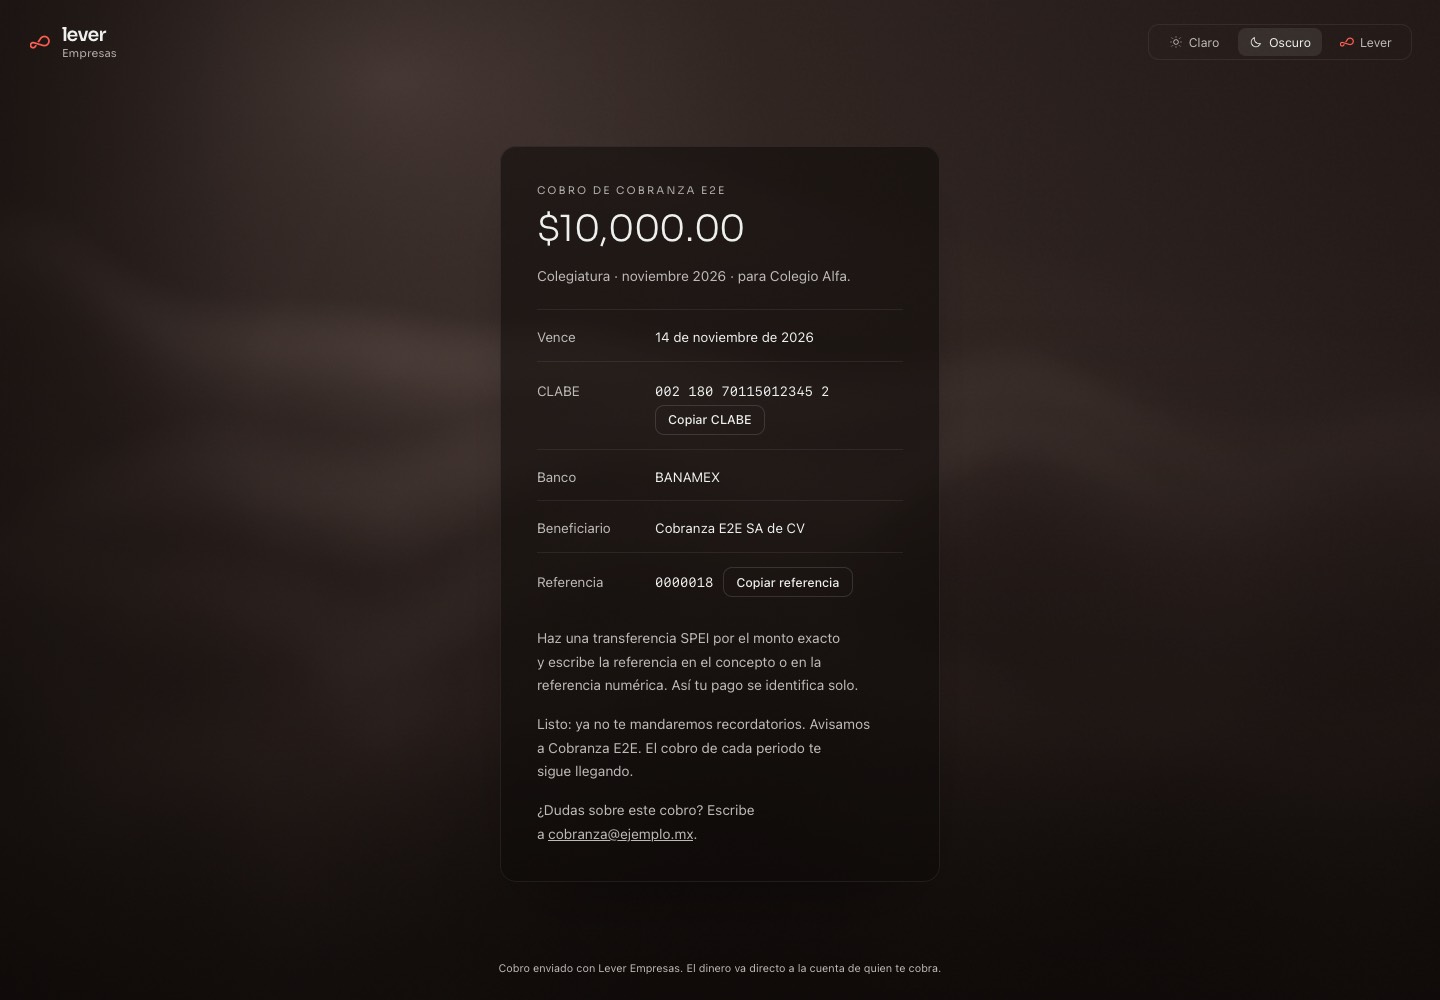 lever
Empresas
Claro
Oscuro
Lever
COBRO DE COBRANZA E2E
$10,000.00
Colegiatura · noviembre 2026 · para Colegio Alfa.
Vence
14 de noviembre de 2026
CLABE
002 180 70115012345 2
Copiar CLABE
Banco
BANAMEX
Beneficiario
Cobranza E2E SA de CV
Referencia
0000018
Copiar referencia
Haz una transferencia SPEI por el monto exacto
y escribe la referencia en el concepto o en la
referencia numérica. Así tu pago se identifica solo.
Listo: ya no te mandaremos recordatorios. Avisamos
a Cobranza E2E. El cobro de cada periodo te
sigue llegando.
¿Dudas sobre este cobro? Escribe
a cobranza@ejemplo.mx.
Cobro enviado con Lever Empresas. El dinero va directo a la cuenta de quien te cobra.